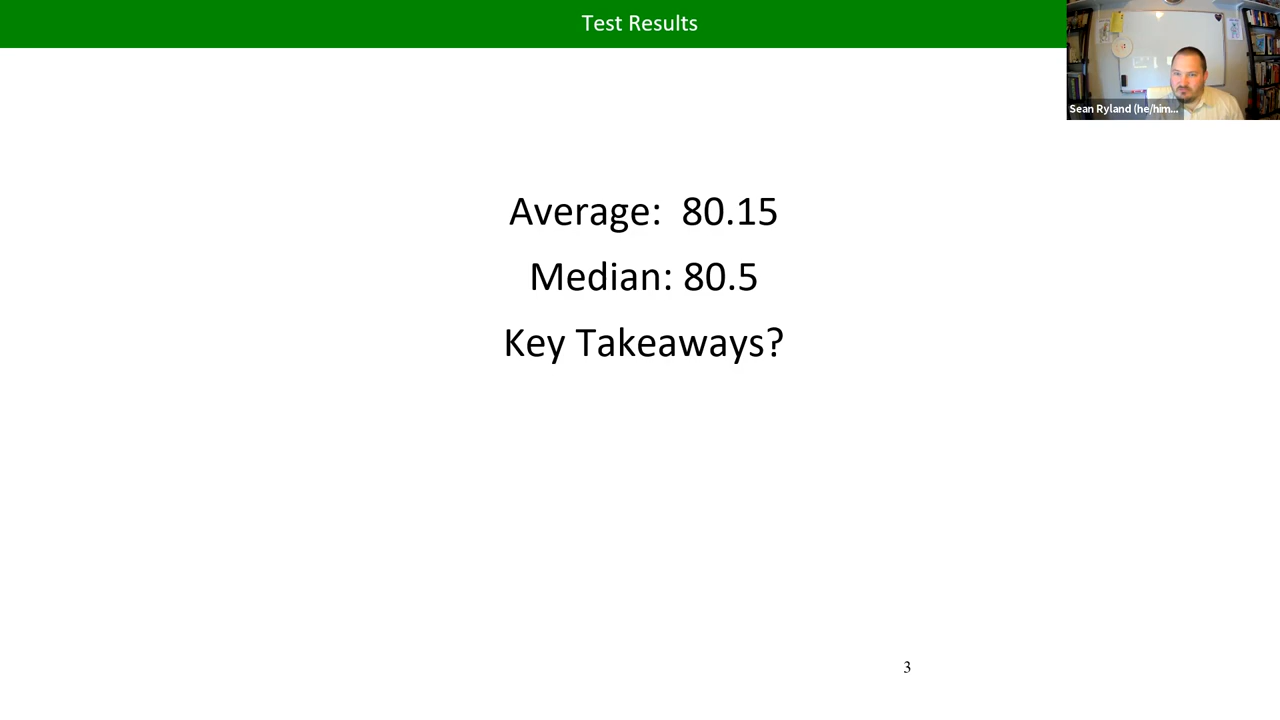 Test Results
Sean Ryland (he/him...
Average:  80.15
Median: 80.5
Key Takeaways?
3